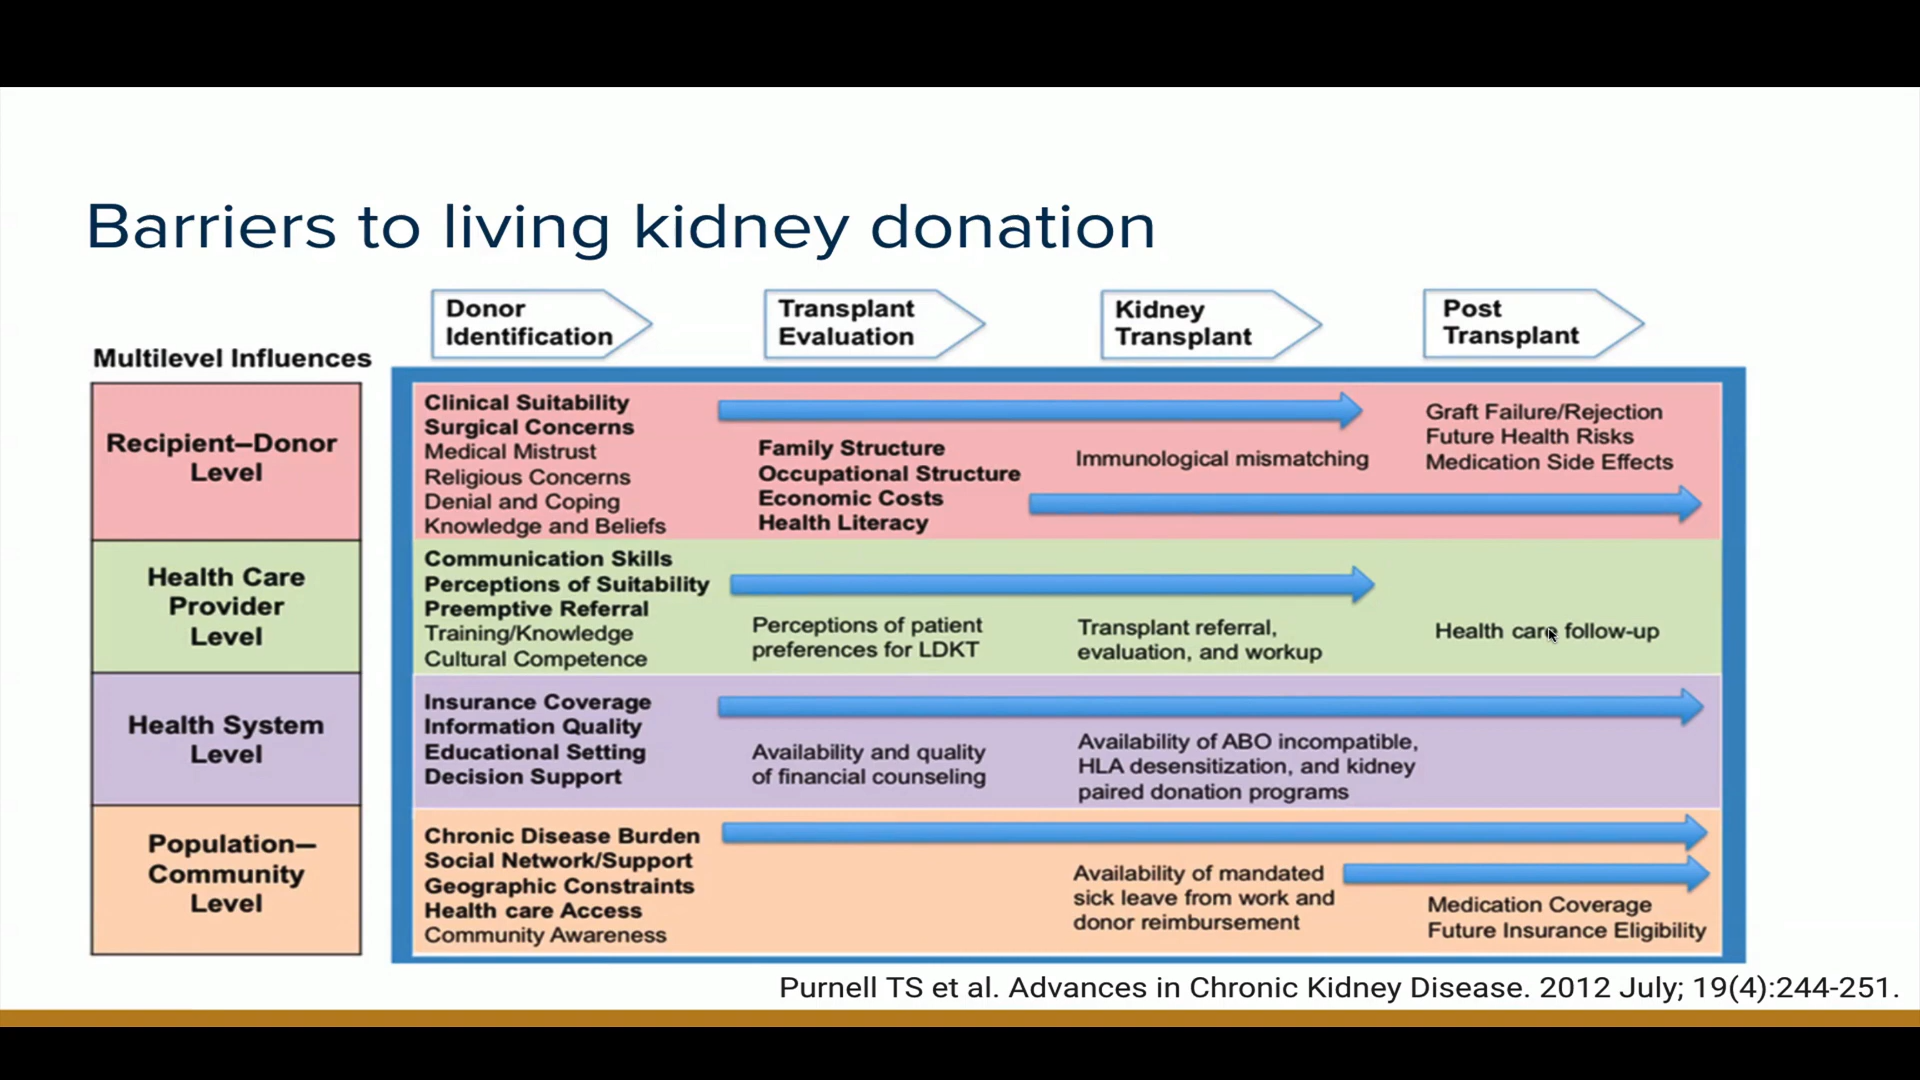 Barriers to living kidney donation
Donor
Identification
Transplant
Evaluation
Kidney
Transplant
Post
Transplant
Multilevel Influences
Recipient–Donor
Level
Clinical Suitability
Surgical Concerns
Medical Mistrust
Religious Concerns
Denial and Coping
Knowledge and Beliefs
Family Structure
Occupational Structure
Economic Costs
Health Literacy
Immunological mismatching
Graft Failure/Rejection
Future Health Risks
Medication Side Effects
Health Care
Provider
Level
Communication Skills
Perceptions of Suitability
Preemptive Referral
Training/Knowledge
Cultural Competence
Perceptions of patient
preferences for LDKT
Transplant referral,
evaluation, and workup
Health care follow-up
Health System
Level
Insurance Coverage
Information Quality
Educational Setting
Decision Support
Availability and quality
of financial counseling
Availability of ABO incompatible,
HLA desensitization, and kidney
paired donation programs
Population–
Community
Level
Chronic Disease Burden
Social Network/Support
Geographic Constraints
Health care Access
Community Awareness
Availability of mandated
sick leave from work and
donor reimbursement
Medication Coverage
Future Insurance Eligibility
Purnell TS et al. Advances in Chronic Kidney Disease. 2012 July; 19(4):244-251.